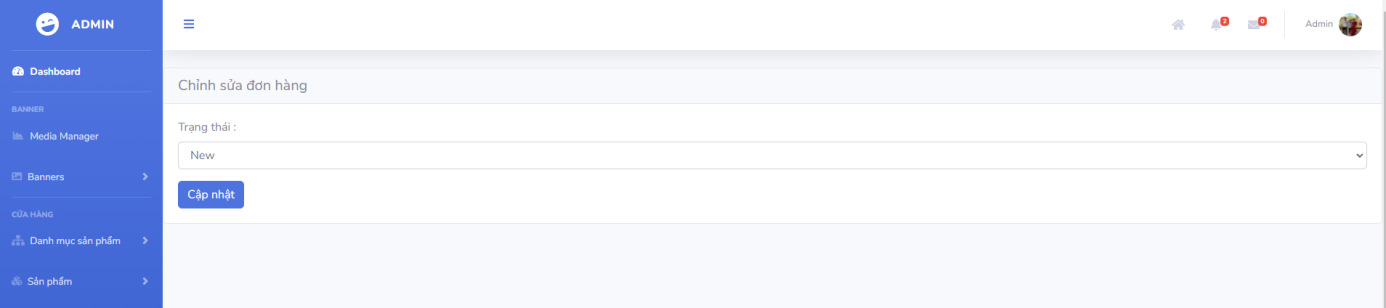 ADMIN
2
0
Admin
Dashboard
Chỉnh sửa đơn hàng
BANNER
Trạng thái :
Media Manager
New
Banners
Cập nhật
CỬA HÀNG
Danh mục sản phẩm
Sản phẩm